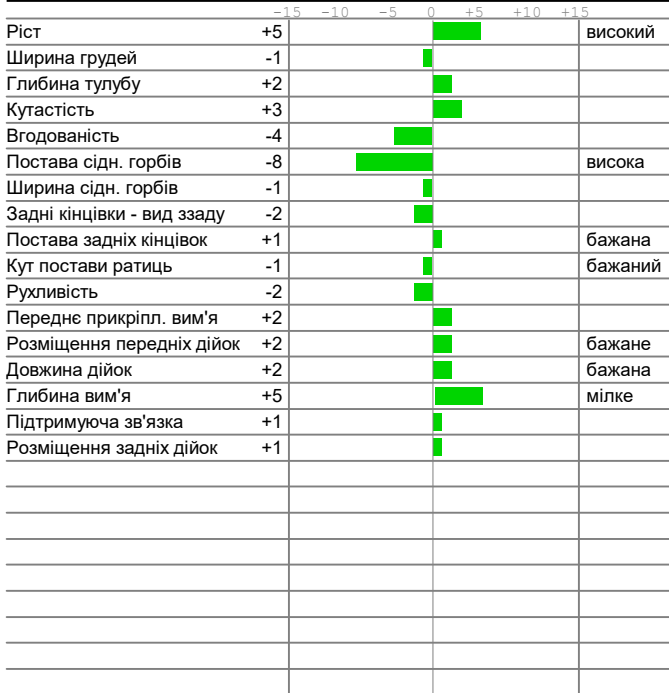 -15 -10 -5 0 +5 +10 +15
Ріст +5 високий
Ширина грудей -1
Глибина тулубу +2
Кутастість +3
Вгодованість -4
Постава сідн. горбів -8 висока
Ширина сідн. горбів -1
Задні кінцівки - вид ззаду -2
Постава задніх кінцівок +1 бажана
Кут постави ратиць -1 бажаний
Рухливість -2
Переднє прикріпл. вим'я +2
Розміщення передніх дійок +2 бажане
Довжина дійок +2 бажана
Глибина вим'я +5 мілке
Підтримуюча зв'язка +1
Розміщення задніх дійок +1